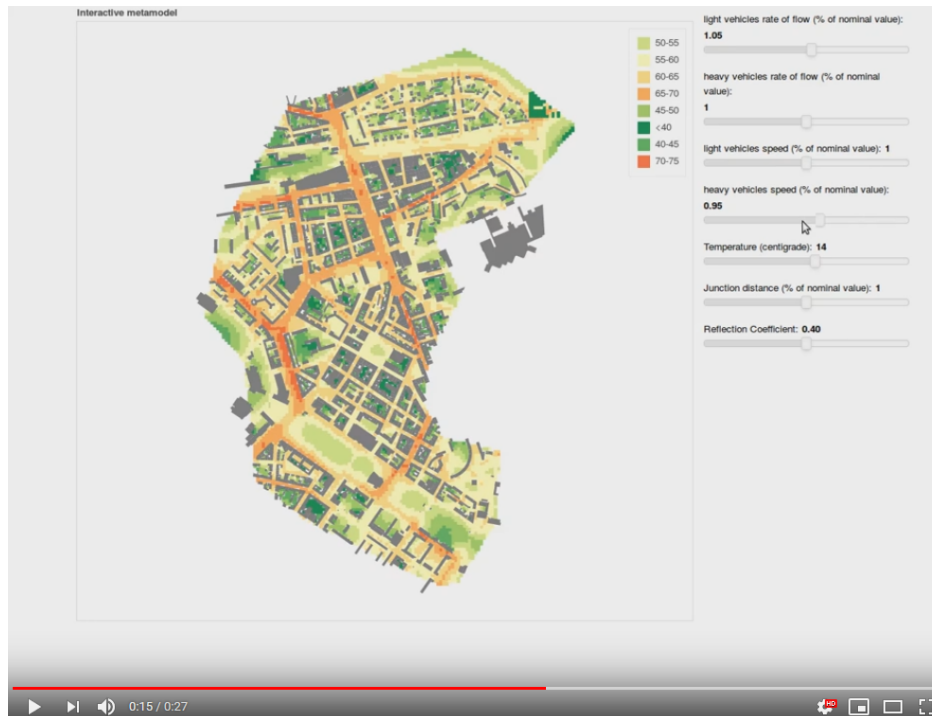 Interactive metamodel
50-55
55-60
60-65
65-70
45-50
<40
40-45
70-75
light vehicles rate of flow (% of nominal value):
1.05
heavy vehicles rate of flow (% of nominal
value):
1
light vehicles speed (% of nominal value): 1
heavy vehicles speed (% of nominal value):
0.95
Temperature (centigrade): 14
Junction distance (% of nominal value): 1
Reflection Coefficient: 0.40
0:15 / 0:27
HD